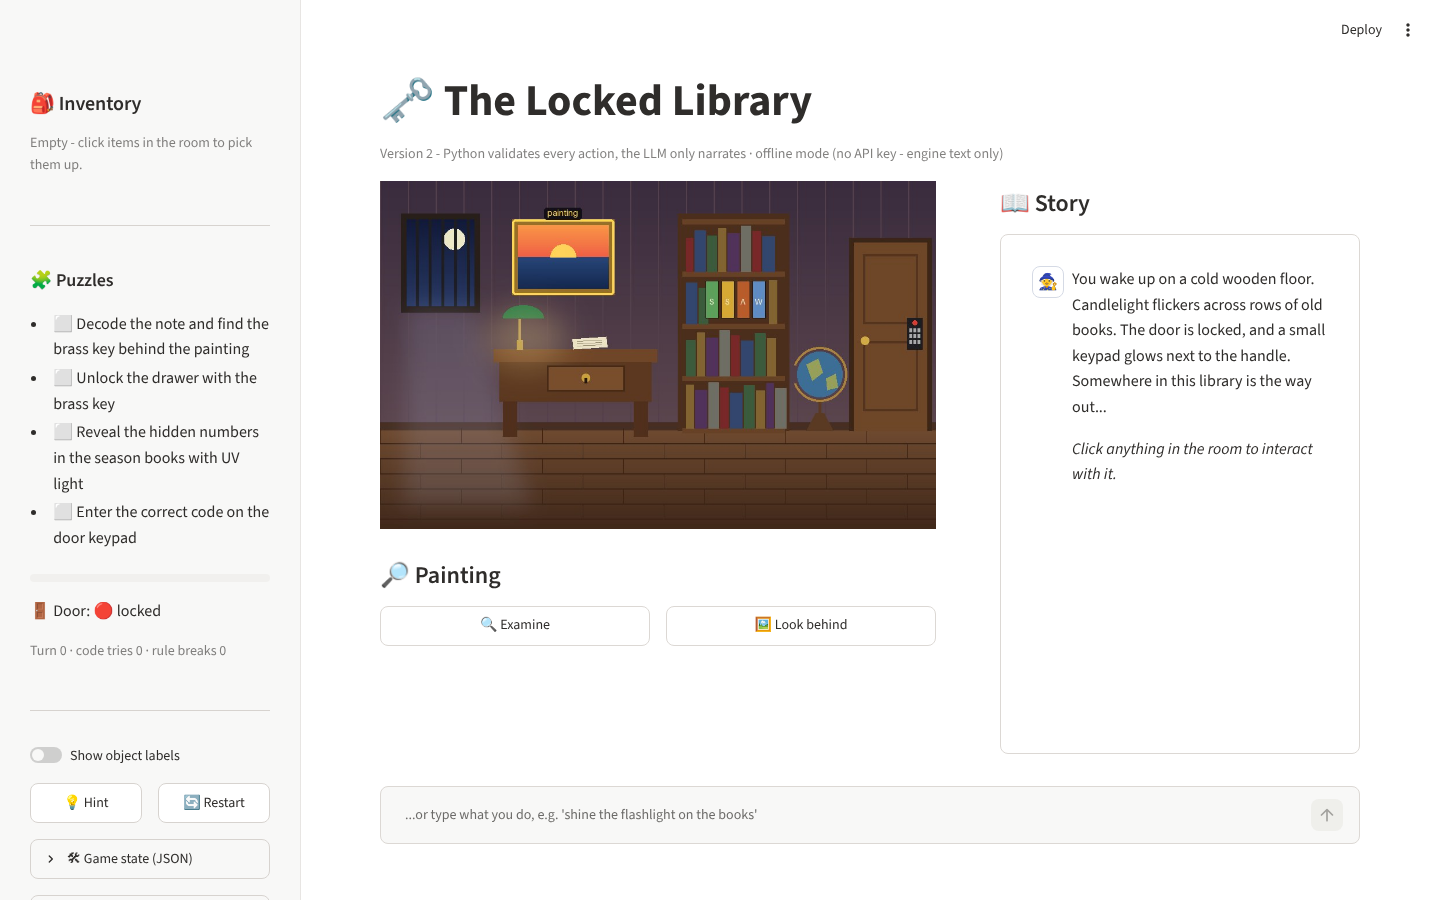 Deploy
🎒 Inventory
Empty - click items in the room to pick
them up.
🧩 Puzzles
Decode the note and find the
brass key behind the painting
Unlock the drawer with the
brass key
Reveal the hidden numbers
in the season books with UV
light
Enter the correct code on the
door keypad
🚪 Door: 🔴 locked
Turn 0 · code tries 0 · rule breaks 0
Show object labels
💡 Hint
🔄 Restart
🛠 Game state (JSON)
🗝️ The Locked Library
Version 2 - Python validates every action, the LLM only narrates · offline mode (no API key - engine text only)
painting
S S A W
🔎 Painting
🔍 Examine
🖼️ Look behind
📖 Story
You wake up on a cold wooden floor.
Candlelight flickers across rows of old
books. The door is locked, and a small
keypad glows next to the handle.
Somewhere in this library is the way
out...
Click anything in the room to interact
with it.
...or type what you do, e.g. 'shine the flashlight on the books'